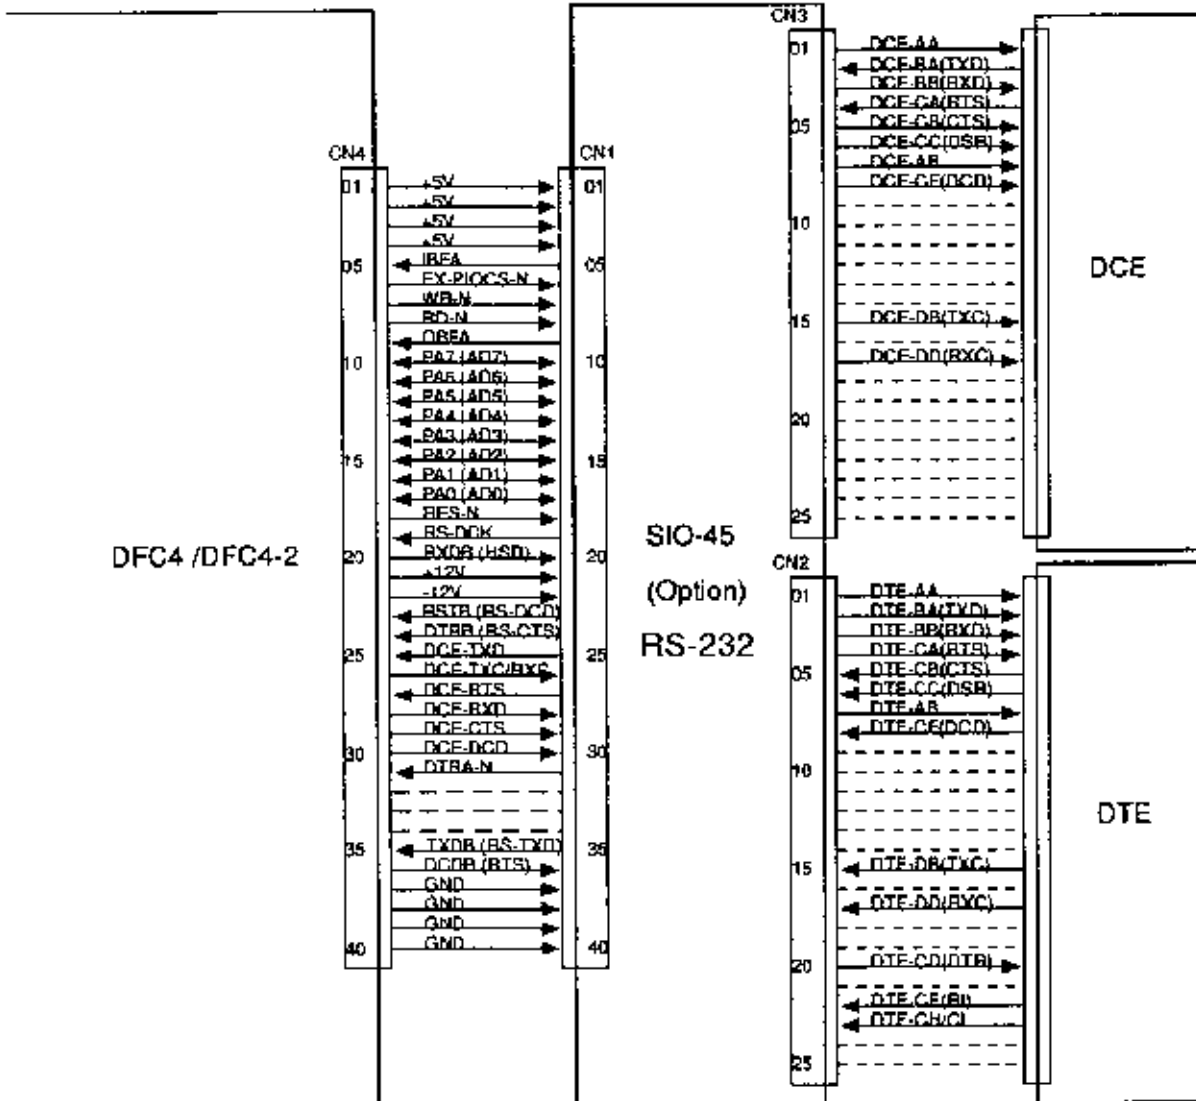 DFC4 /DFC4-2
CN4
CN1
01
+5V
01
+5V
+5V
+5V
05
IBFA
05
EX-PIOCS-N
WR-N
RD-N
OBFA
10
PA7 (AD7)
10
PA6 (AD6)
PA5 (AD5)
PA4 (AD4)
PA3 (AD3)
15
PA2 (AD2)
15
PA1 (AD1)
PA0 (AD0)
RES-N
RS-DCK
20
RXDB (HSD)
20
+12V
-12V
RSTB (RS-DCD)
DTRB (RS-CTS)
25
DCE-TXD
25
DCE-TXC/RXC
DCE-RTS
DCE-RXD
DCE-CTS
30
DCE-DCD
30
DTRA-N
35
TXDB (RS-TXD)
35
DCDB (RTS)
GND
GND
GND
40
GND
40
SIO-45
(Option)
RS-232
CN3
01
DCE-AA
DCE-BA(TXD)
DCE-BB(RXD)
DCE-CA(RTS)
05
DCE-CB(CTS)
DCE-CC(DSR)
DCE-AB
DCE-CF(DCD)
10
15
DCE-DB(TXC)
DCE-DD(RXC)
20
25
DCE
CN2
01
DTE-AA
DTE-BA(TXD)
DTE-BB(RXD)
DTE-CA(RTS)
05
DTE-CB(CTS)
DTE-CC(DSR)
DTE-AB
DTE-CF(DCD)
10
15
DTE-DB(TXC)
DTE-DD(RXC)
20
DTE-CD(DTR)
DTE-CE(RI)
DTE-CH/CI
25
DTE